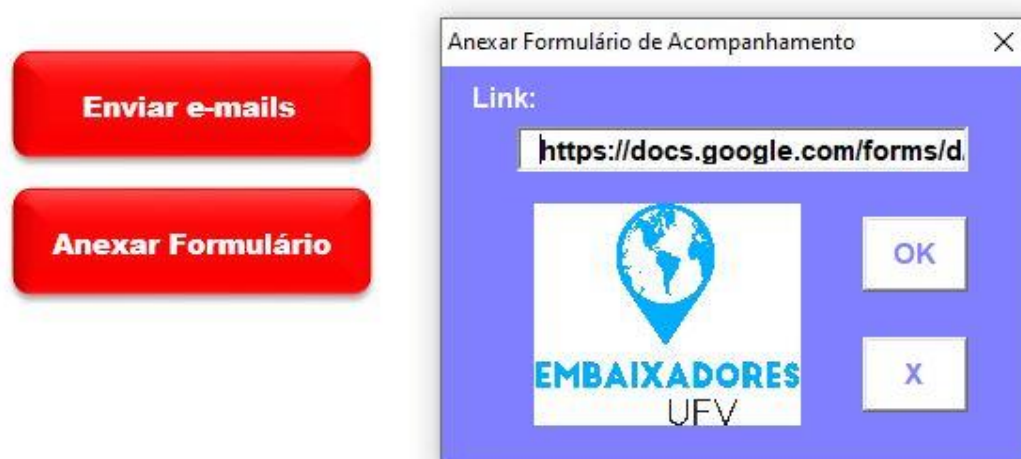 Enviar e-mails
Anexar Formulário
Anexar Formulário de Acompanhamento
Link:
https://docs.google.com/forms/d
EMBAIXADORES
UFV
OK
X